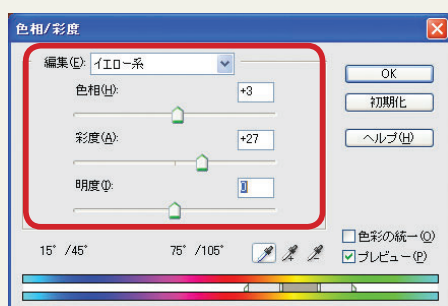 色相/彩度
編集(E): イエロー系
色相(H): +3
彩度(A): +27
明度(I): 0
15° /45° 75° /105°
OK
初期化
ヘルプ(H)
色彩の統一(O)
プレビュー(P)